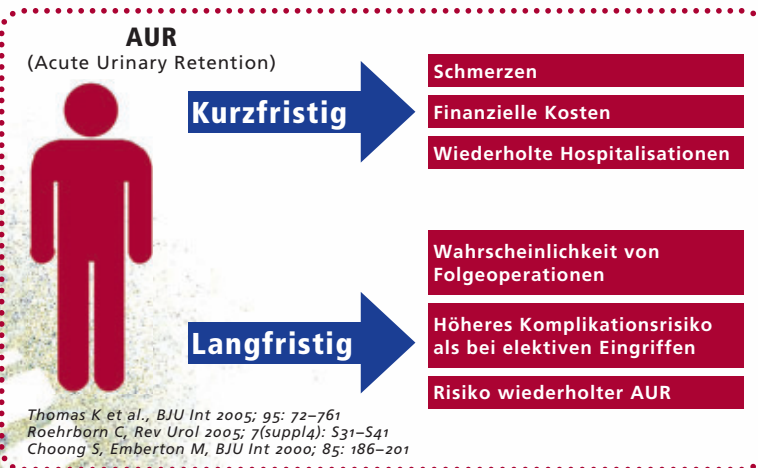 AUR
(Acute Urinary Retention)
Kurzfristig
Schmerzen
Finanzielle Kosten
Wiederholte Hospitalisationen
Langfristig
Wahrscheinlichkeit von
Folgeoperationen
Höheres Komplikationsrisiko
als bei elektiven Eingriffen
Risiko wiederholter AUR
Thomas K et al., BJU Int 2005; 95: 72–761
Roehrborn C, Rev Urol 2005; 7(suppl4): S31–S41
Choong S, Emberton M, BJU Int 2000; 85: 186–201